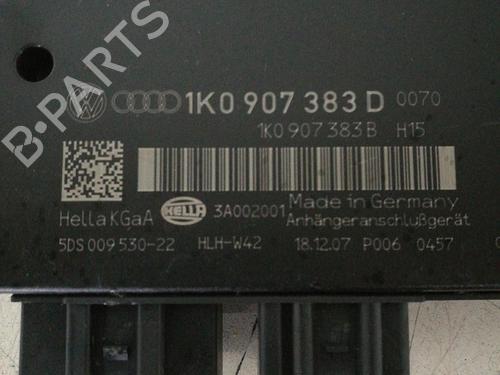 B-PARTS
1K0 907 383 D 0070
1K0 907 383 B H15
Hella KGaA HELLA 3A002001 Made in Germany
Anhängeranschlußgerät
5DS 009 530-22 HLH-W42 18.12.07 P006 0457